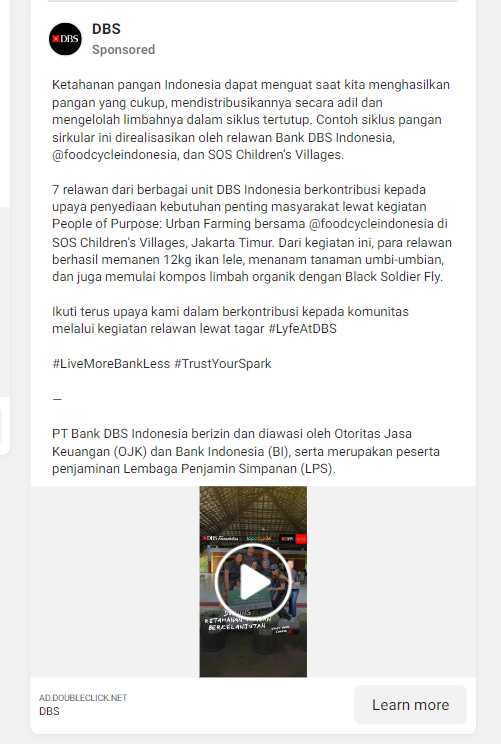 DBS
DBS
Sponsored
Ketahanan pangan Indonesia dapat menguat saat kita menghasilkan
pangan yang cukup, mendistribusikannya secara adil dan
mengelolah limbahnya dalam siklus tertutup. Contoh siklus pangan
sirkular ini direalisasikan oleh relawan Bank DBS Indonesia,
@foodcycleindonesia, dan SOS Children's Villages.
7 relawan dari berbagai unit DBS Indonesia berkontribusi kepada
upaya penyediaan kebutuhan penting masyarakat lewat kegiatan
People of Purpose: Urban Farming bersama @foodcycleindonesia di
SOS Children's Villages, Jakarta Timur. Dari kegiatan ini, para relawan
berhasil memanen 12kg ikan lele, menanam tanaman umbi-umbian,
dan juga memulai kompos limbah organik dengan Black Soldier Fly.
Ikuti terus upaya kami dalam berkontribusi kepada komunitas
melalui kegiatan relawan lewat tagar #LyfeAtDBS
#LiveMoreBankLess #TrustYourSpark
—
PT Bank DBS Indonesia berizin dan diawasi oleh Otoritas Jasa
Keuangan (OJK) dan Bank Indonesia (BI), serta merupakan peserta
penjaminan Lembaga Penjamin Simpanan (LPS).
DBS Foundation DBS
KETAHANAN
BERKELANJUTAN
AD.DOUBLECLICK.NET
DBS
Learn more